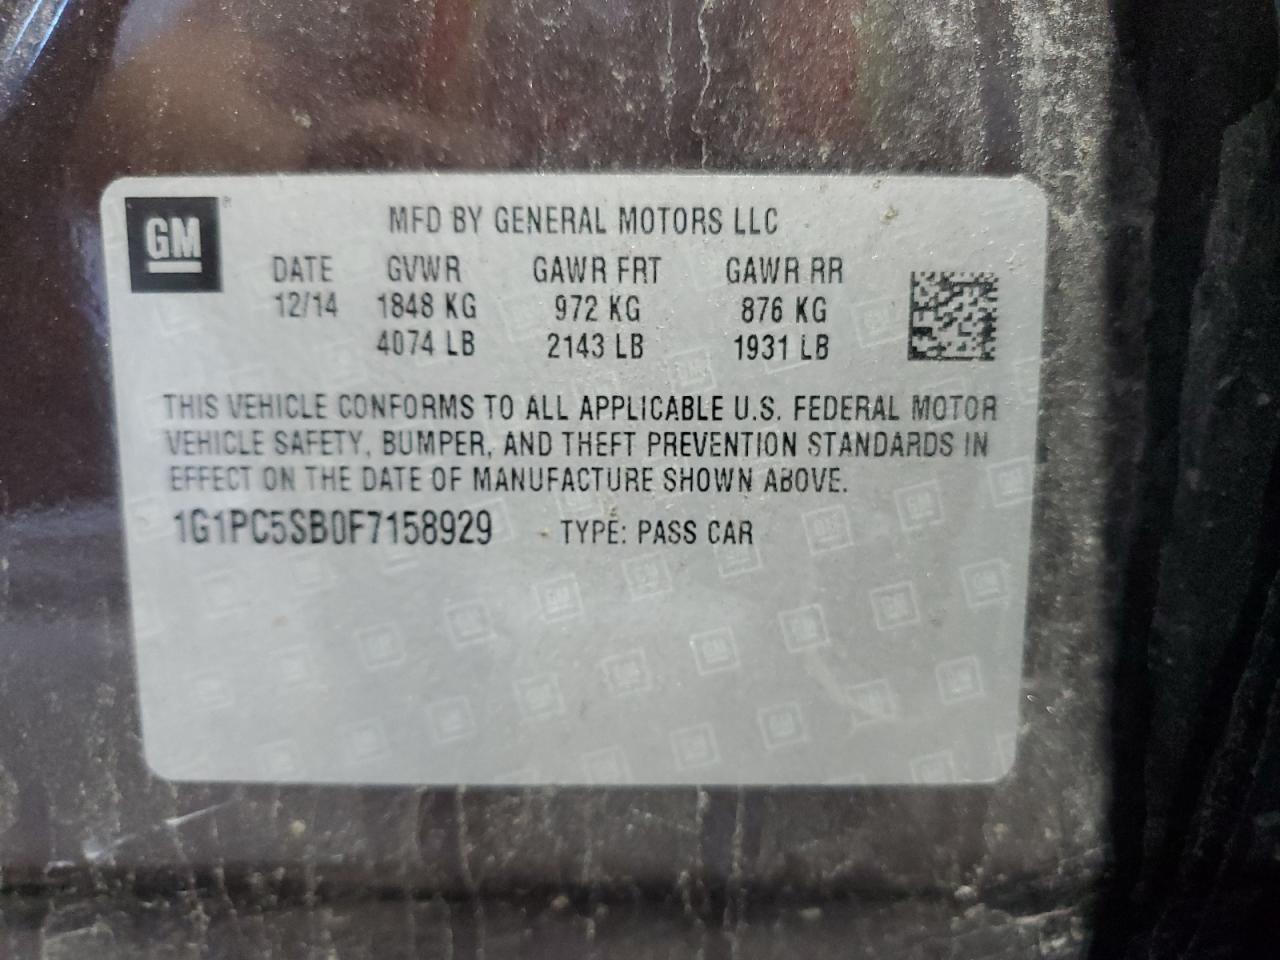 GM
MFD BY GENERAL MOTORS LLC
DATE GVWR GAWR FRT GAWR RR
12/14 1848 KG 972 KG 876 KG
4074 LB 2143 LB 1931 LB
THIS VEHICLE CONFORMS TO ALL APPLICABLE U.S. FEDERAL MOTOR
VEHICLE SAFETY, BUMPER, AND THEFT PREVENTION STANDARDS IN
EFFECT ON THE DATE OF MANUFACTURE SHOWN ABOVE.
1G1PC5SB0F7158929 TYPE: PASS CAR